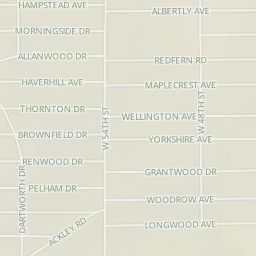 HAMPSTEAD AVE
ALBERTLY AVE
MORNINGSIDE DR
ALLANWOOD DR
REDFERN RD
HAVERHILL AVE
MAPLECREST AVE
THORNTON DR
W 54TH ST
WELLINGTON AVE
W 48TH ST
BROWNFIELD DR
YORKSHIRE AVE
RENWOOD DR
GRANTWOOD DR
DARTWORTH DR
PELHAM DR
WOODROW AVE
ACKLEY RD
LONGWOOD AVE